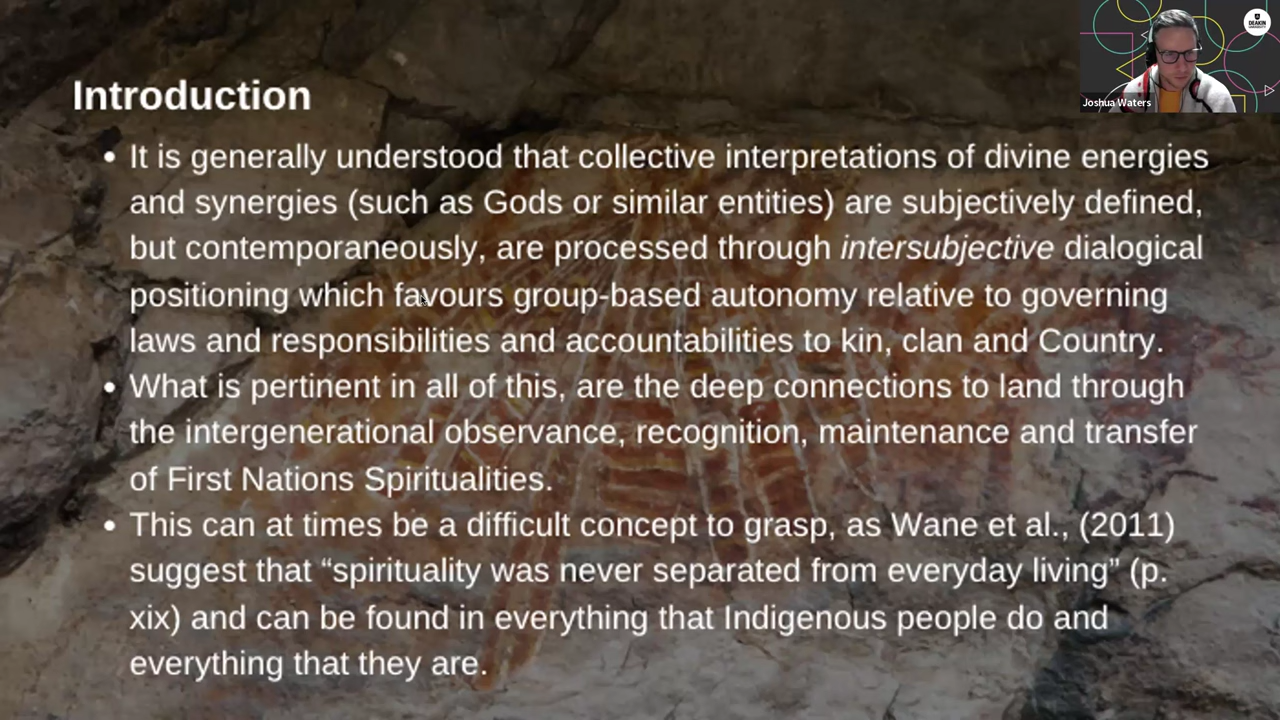 DEAKIN
UNIVERSITY
Joshua Waters
Introduction
• It is generally understood that collective interpretations of divine energies
and synergies (such as Gods or similar entities) are subjectively defined,
but contemporaneously, are processed through intersubjective dialogical
positioning which favours group-based autonomy relative to governing
laws and responsibilities and accountabilities to kin, clan and Country.
• What is pertinent in all of this, are the deep connections to land through
the intergenerational observance, recognition, maintenance and transfer
of First Nations Spiritualities.
• This can at times be a difficult concept to grasp, as Wane et al., (2011)
suggest that “spirituality was never separated from everyday living” (p.
xix) and can be found in everything that Indigenous people do and
everything that they are.